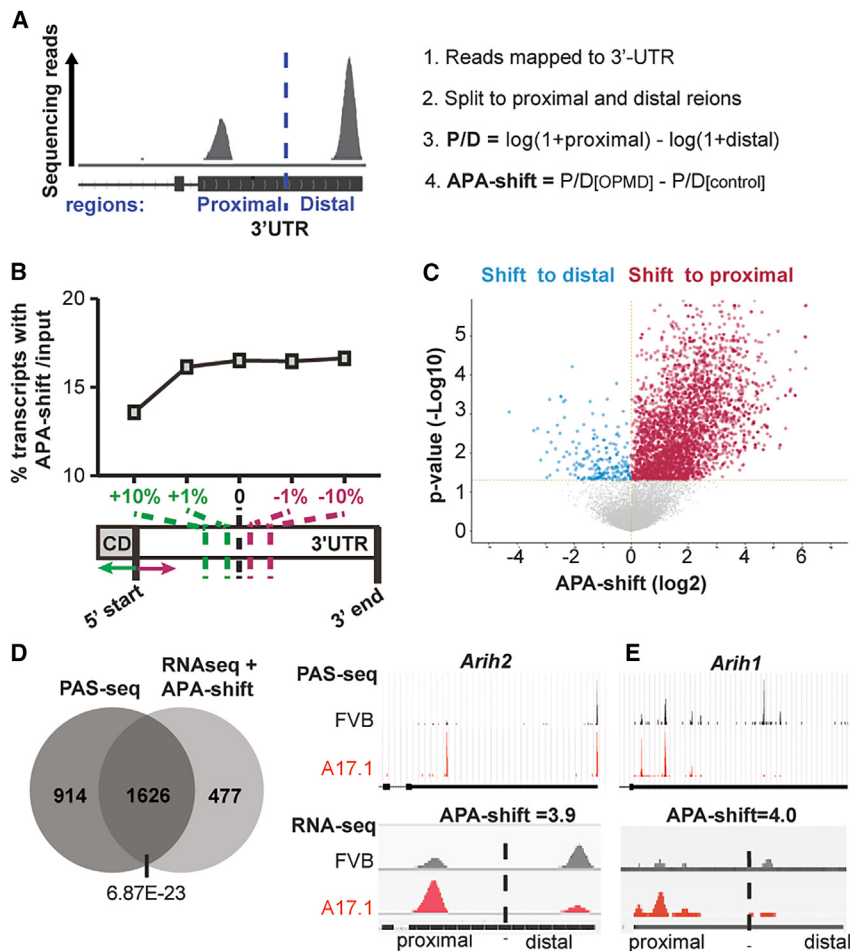 A
Sequencing reads
regions: Proximal Distal
3'UTR
1. Reads mapped to 3'-UTR
2. Split to proximal and distal reions
3. P/D = log(1+proximal) - log(1+distal)
4. APA-shift = P/D[OPMD] - P/D[control]
B
% transcripts with
APA-shift /input
20
15
10
+10% +1% 0 -1% -10%
CD 3'UTR
5' start
3' end
C
Shift to distal Shift to proximal
p-value (-Log10)
5
4
3
2
1
0
-4 -2 0 2 4 6
APA-shift (log2)
D
PAS-seq
RNAseq +
APA-shift
914 1626 477
6.87E-23
Arih2
PAS-seq
FVB
A17.1
APA-shift =3.9
RNA-seq
FVB
A17.1
proximal - distal
E
Arih1
APA-shift=4.0
proximal - distal